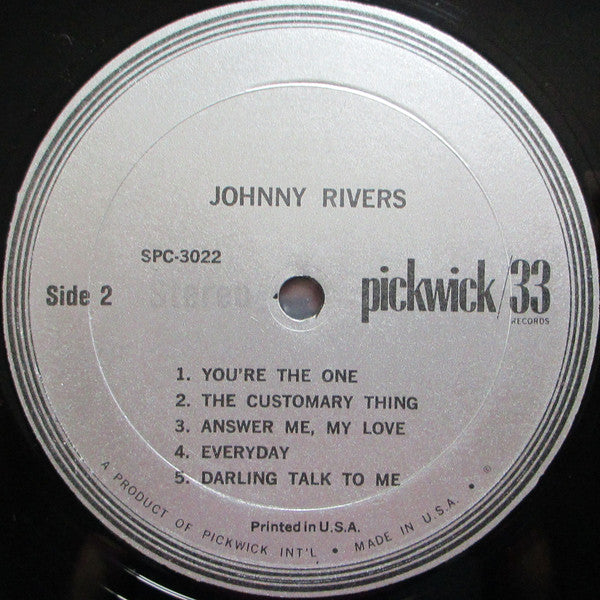 JOHNNY RIVERS
SPC-3022
Side 2
Stereo
pickwick/33
RECORDS
1. YOU'RE THE ONE
2. THE CUSTOMARY THING
3. ANSWER ME, MY LOVE
4. EVERYDAY
5. DARLING TALK TO ME
Printed in U.S.A.
A PRODUCT OF PICKWICK INT'L • MADE IN U.S.A. • ®